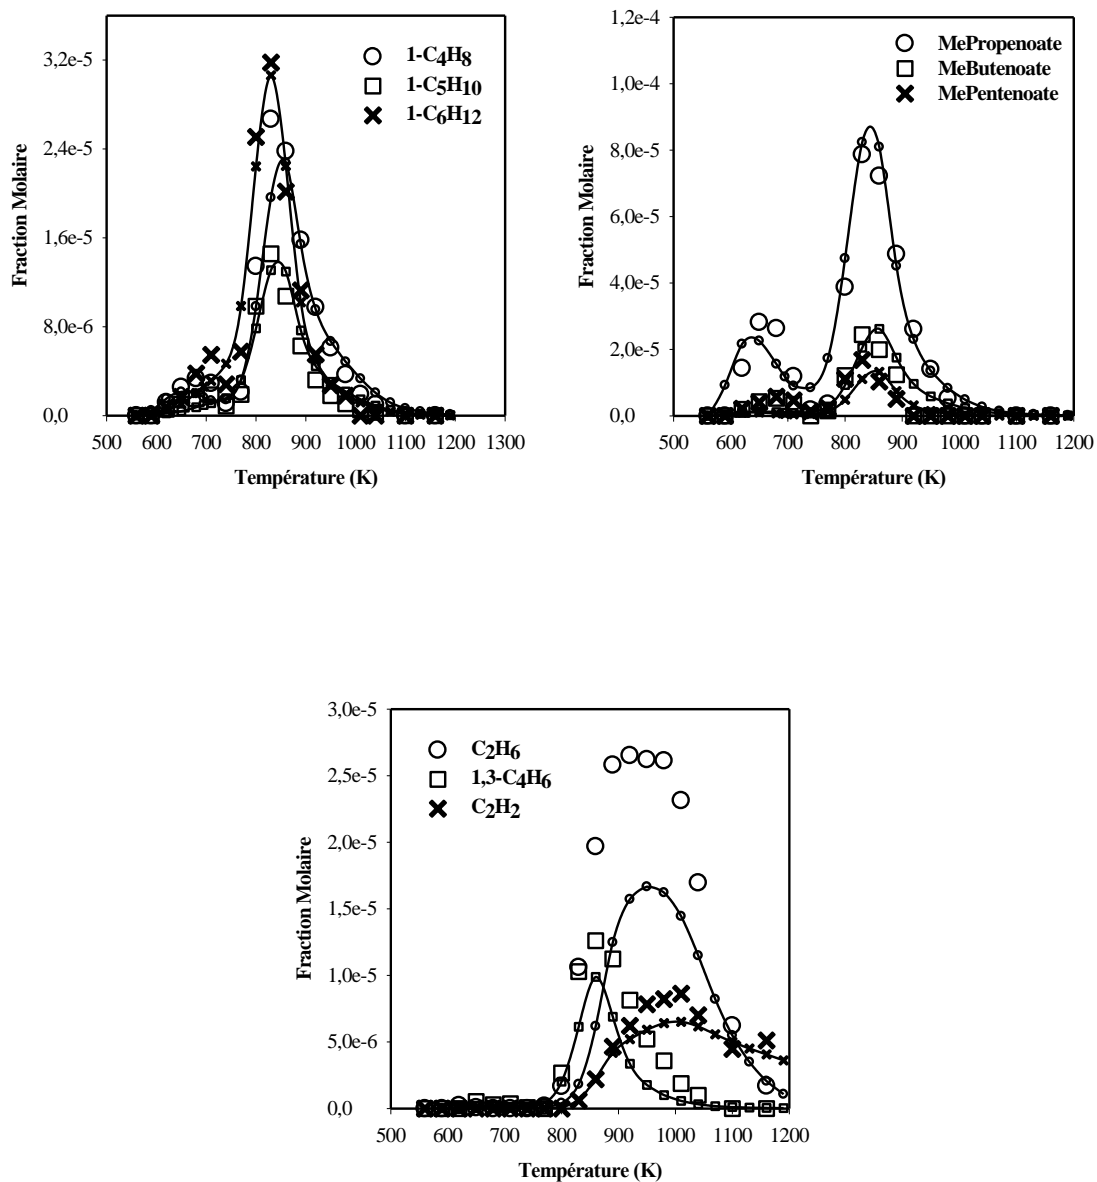 3,2e-5
2,4e-5
1,6e-5
8,0e-6
0,0
Fraction Molaire
1-C4H8
1-C5H10
1-C6H12
500 600 700 800 900 1000 1100 1200 1300
Température (K)
1,2e-4
1,0e-4
8,0e-5
6,0e-5
4,0e-5
2,0e-5
0,0
Fraction Molaire
MePropenoate
MeButenoate
MePentenoate
500 600 700 800 900 1000 1100 1200
Température (K)
3,0e-5
2,5e-5
2,0e-5
1,5e-5
1,0e-5
5,0e-6
0,0
Fraction Molaire
C2H6
1,3-C4H6
C2H2
500 600 700 800 900 1000 1100 1200
Température (K)